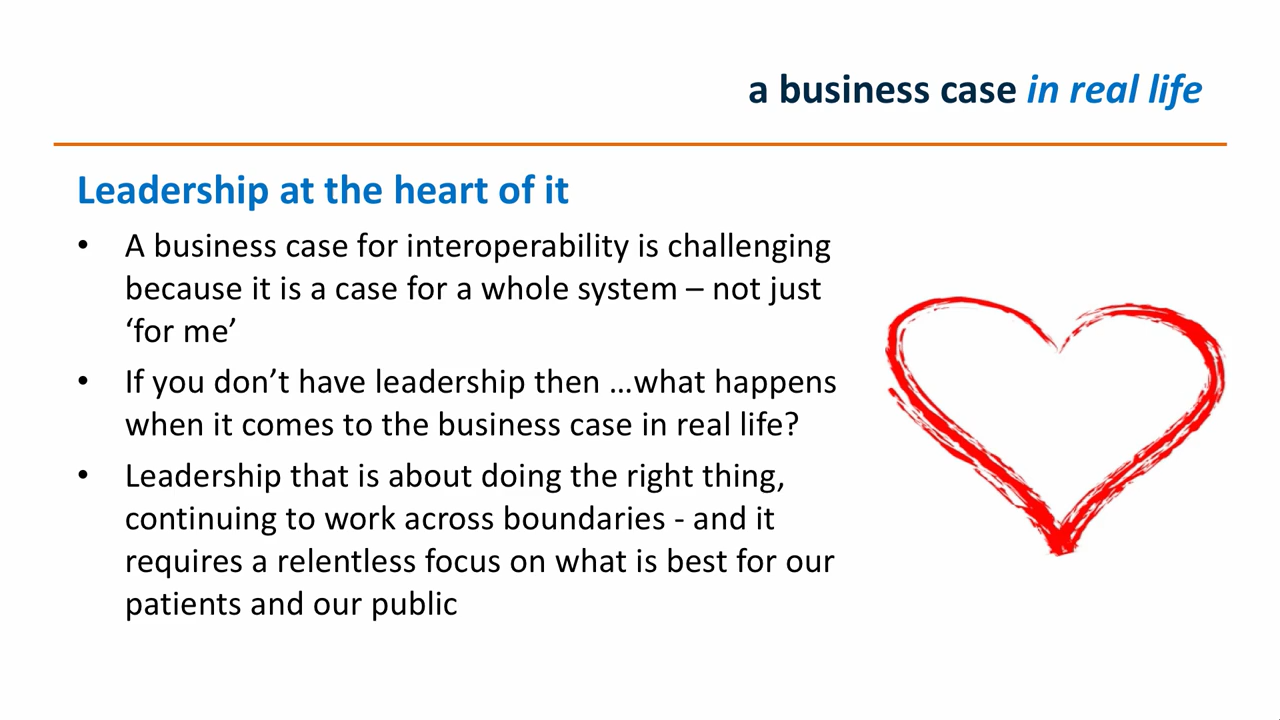 a business case in real life
Leadership at the heart of it
• A business case for interoperability is challenging
because it is a case for a whole system – not just
‘for me’
• If you don’t have leadership then …what happens
when it comes to the business case in real life?
• Leadership that is about doing the right thing,
continuing to work across boundaries - and it
requires a relentless focus on what is best for our
patients and our public